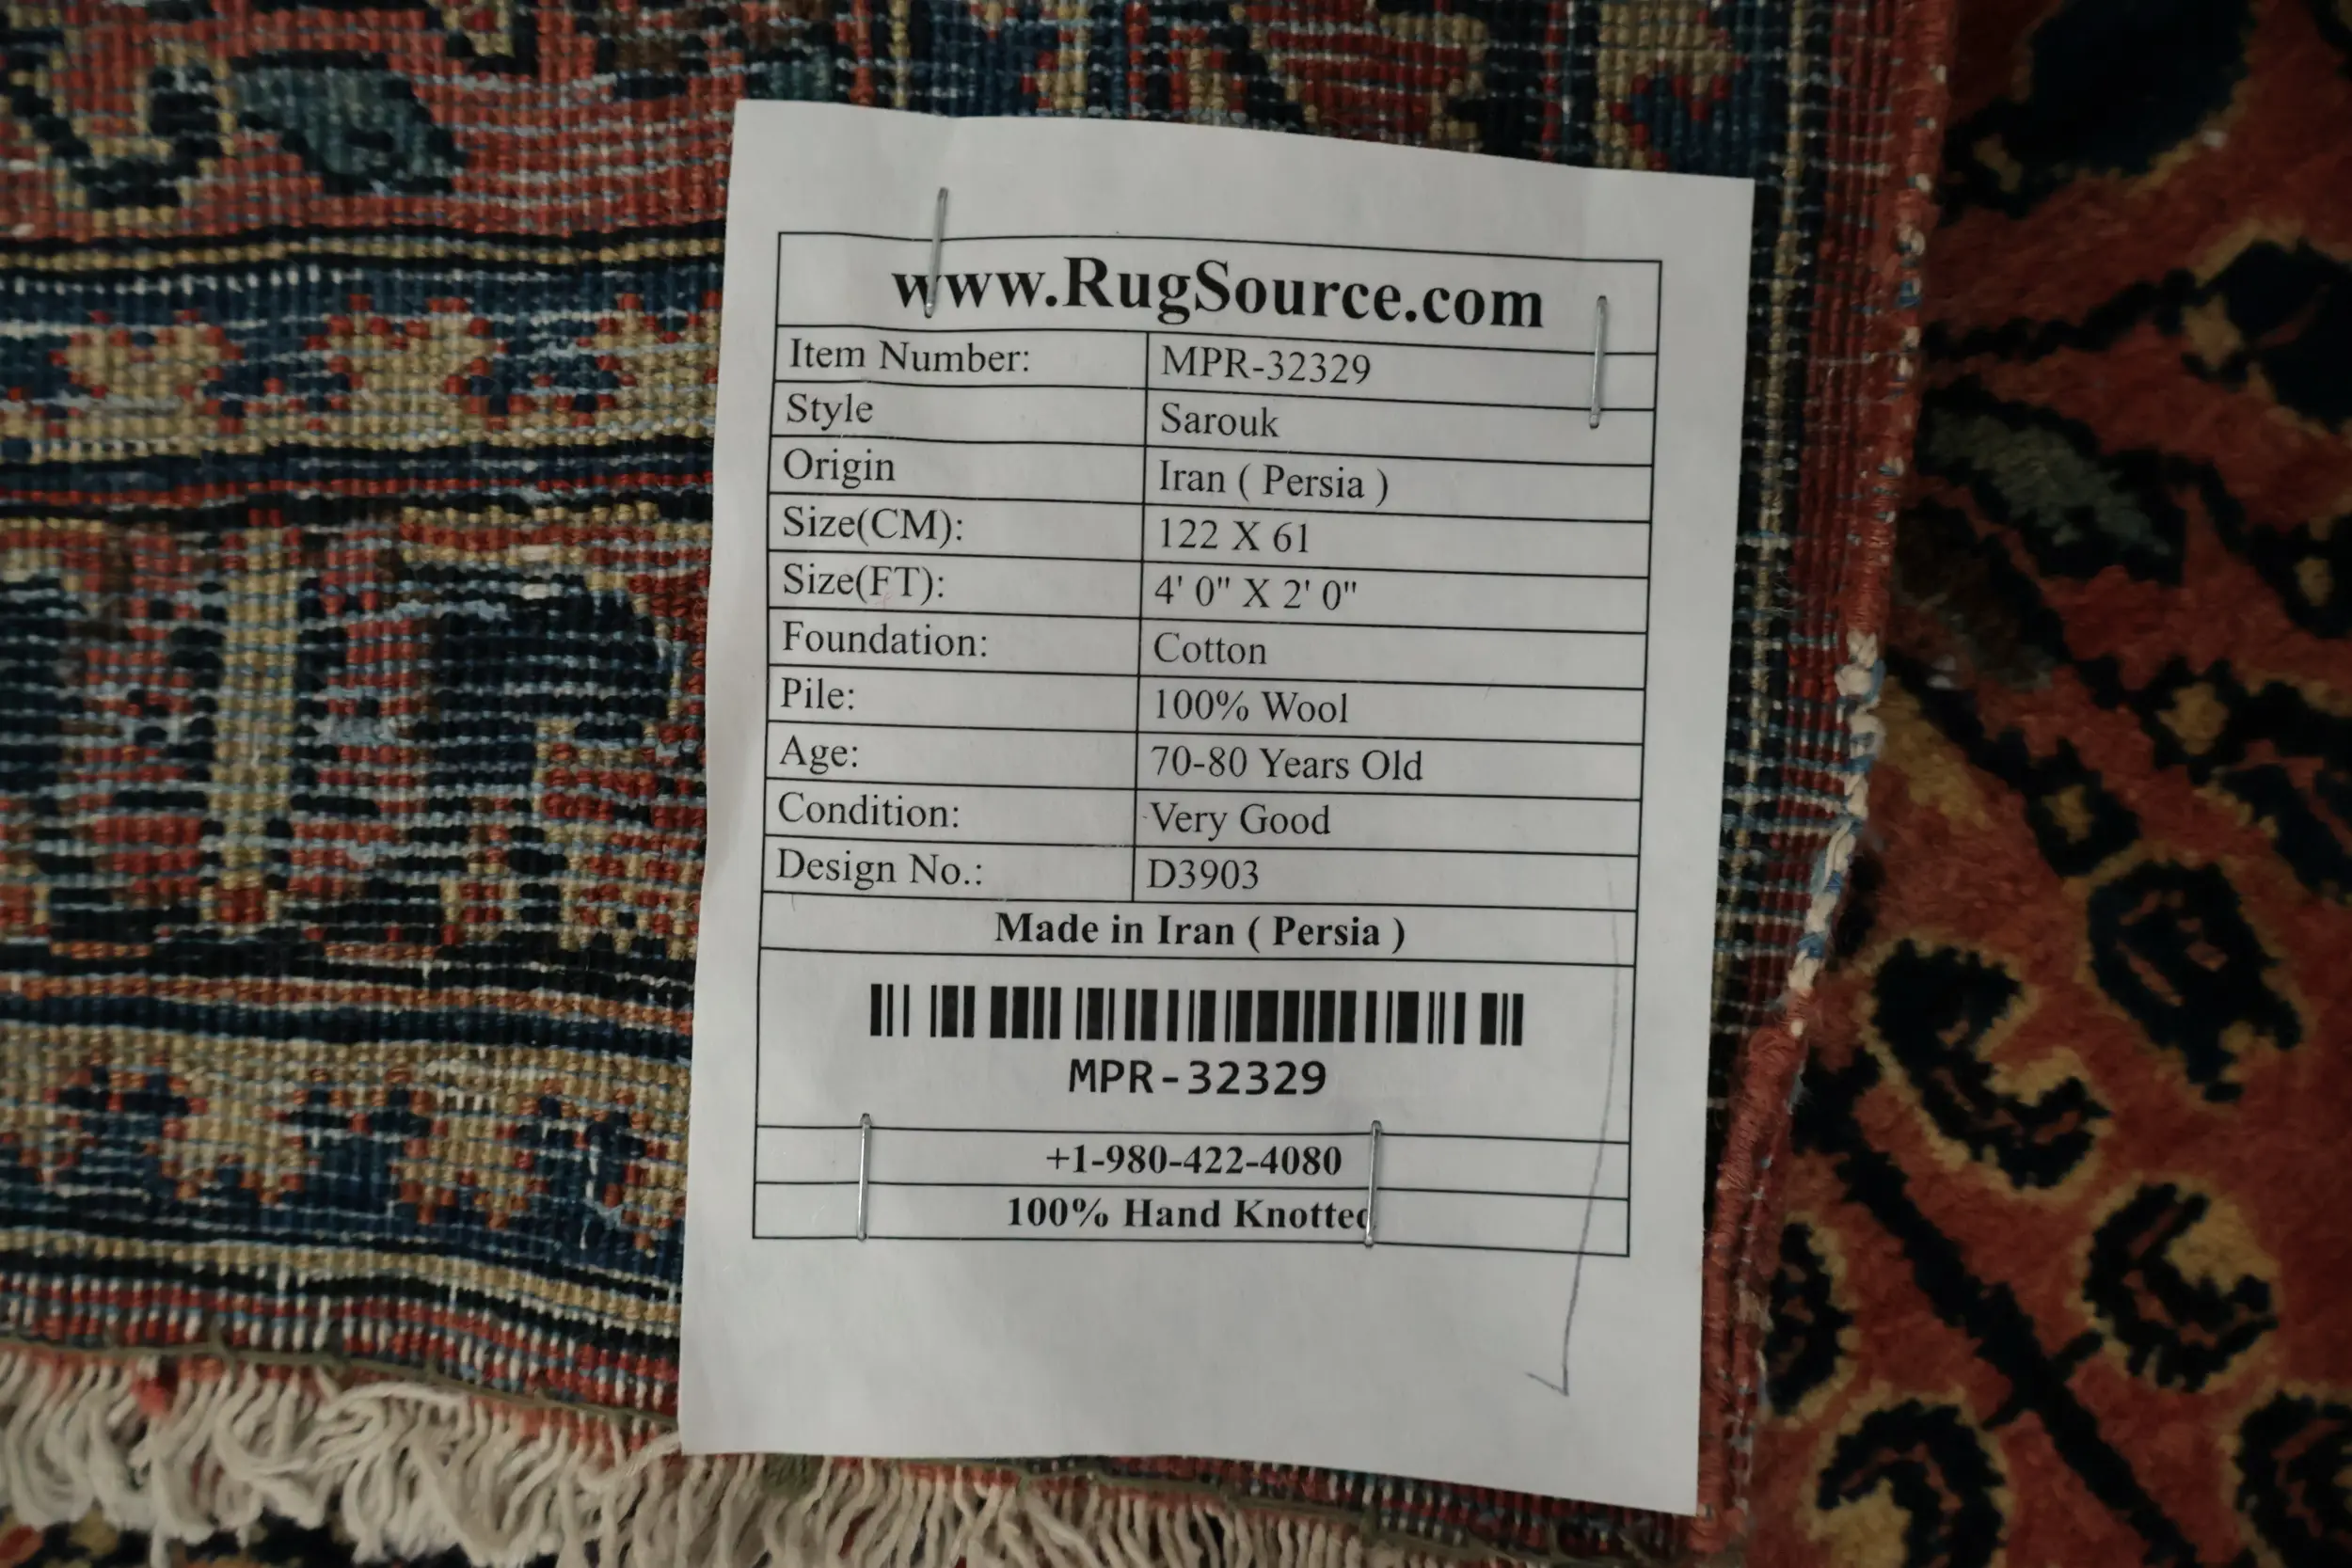 www.RugSource.com
Item Number: MPR-32329
Style Sarouk
Origin Iran ( Persia )
Size(CM): 122 X 61
Size(FT): 4' 0" X 2' 0"
Foundation: Cotton
Pile: 100% Wool
Age: 70-80 Years Old
Condition: Very Good
Design No.: D3903
Made in Iran ( Persia )
MPR-32329
+1-980-422-4080
100% Hand Knotted